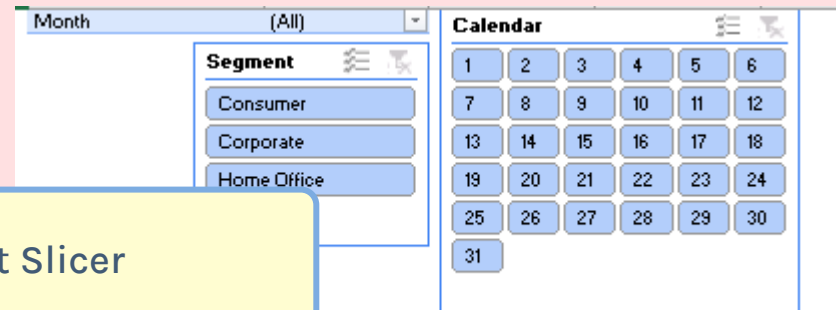 Month (All)
Calendar
Segment
Consumer
Corporate
Home Office
1 2 3 4 5 6
7 8 9 10 11 12
13 14 15 16 17 18
19 20 21 22 23 24
25 26 27 28 29 30
31
t Slicer